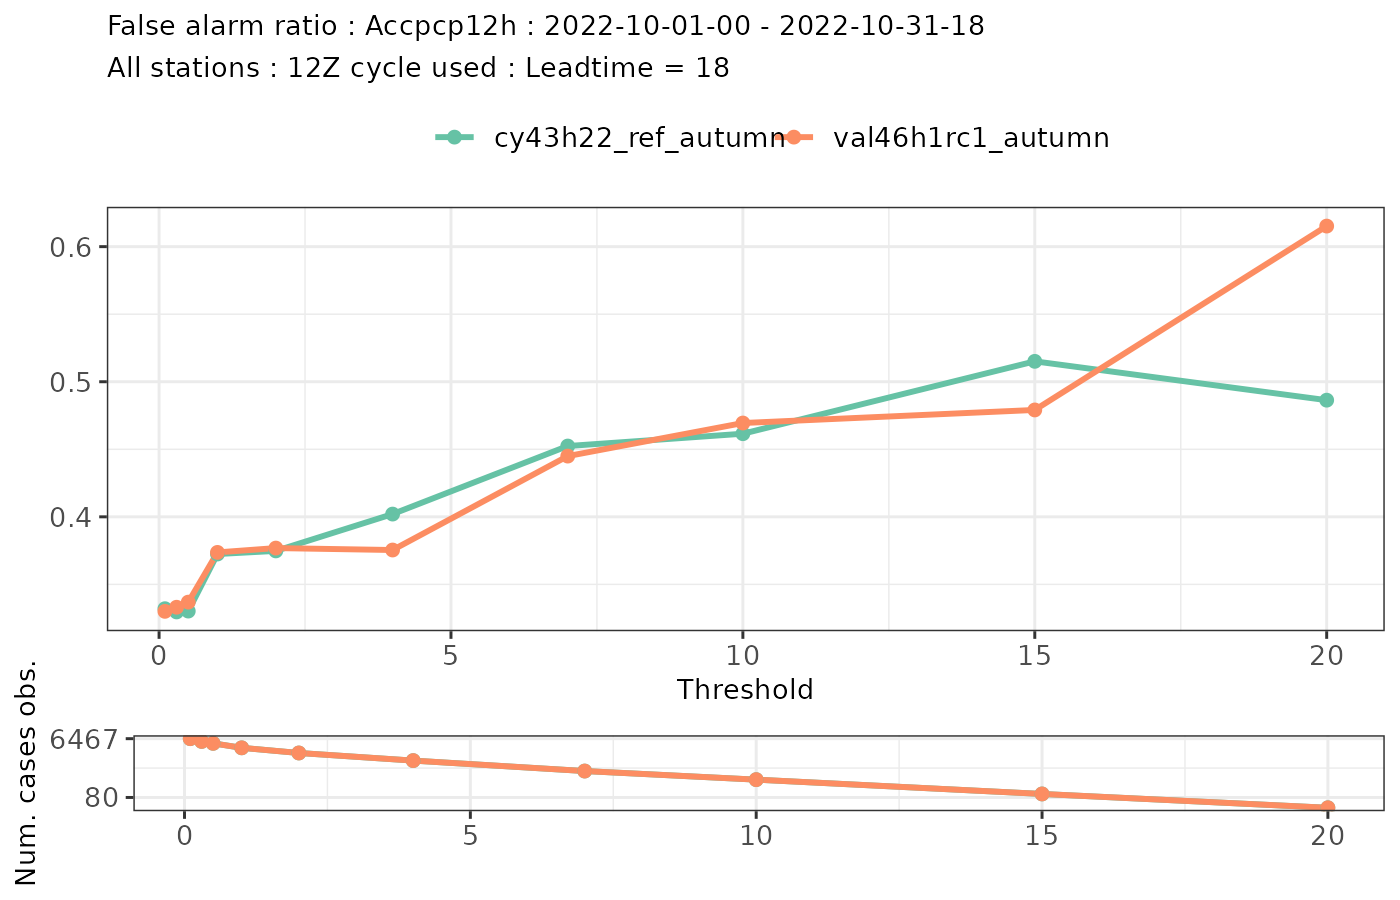 False alarm ratio : Accpcp12h : 2022-10-01-00 - 2022-10-31-18
All stations : 12Z cycle used : Leadtime = 18
cy43h22_ref_autumn val46h1rc1_autumn
0.6
0.5
0.4
0 5 10 15 20
Threshold
Num. cases obs.
6467
80
0 5 10 15 20